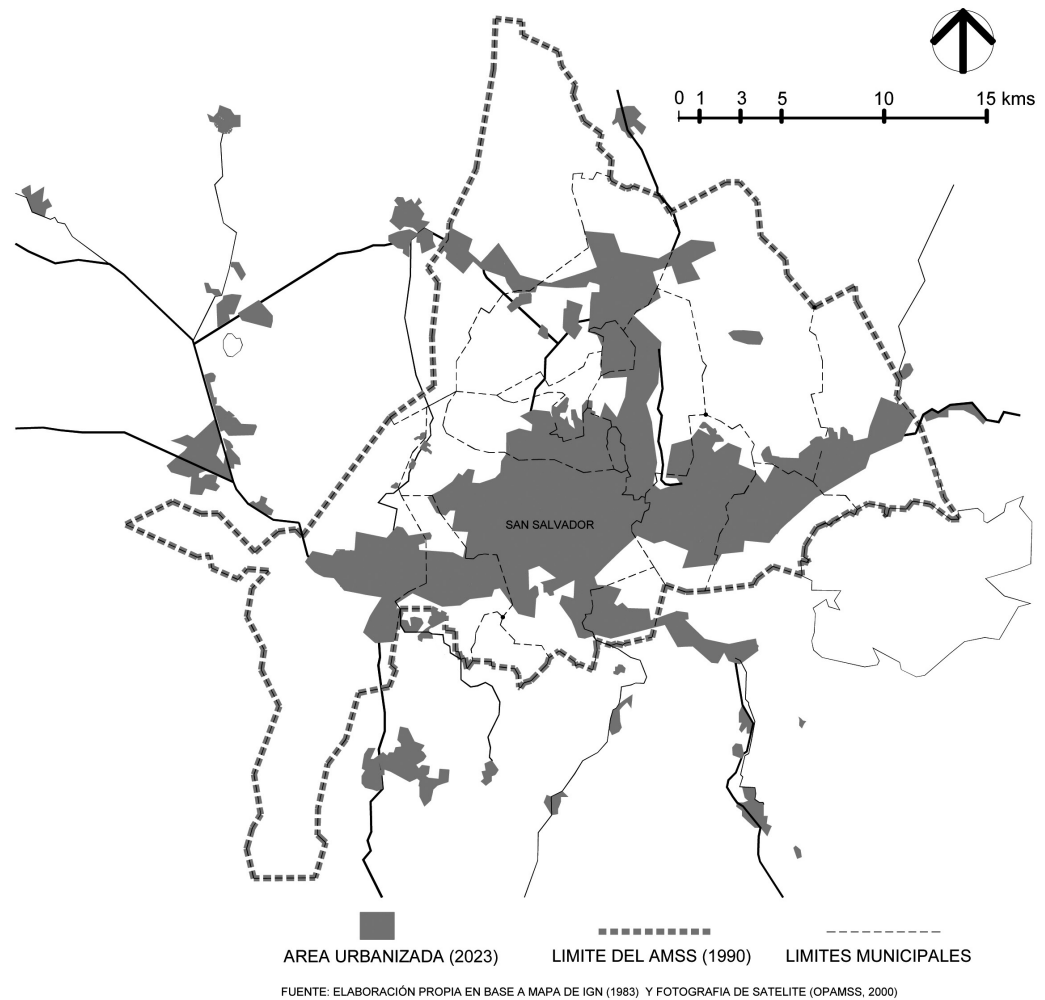 0 1 3 5 10 15 kms
SAN SALVADOR
AREA URBANIZADA (2023) LIMITE DEL AMSS (1990) LIMITES MUNICIPALES
FUENTE: ELABORACIÓN PROPIA EN BASE A MAPA DE IGN (1983) Y FOTOGRAFIA DE SATELITE (OPAMSS, 2000)